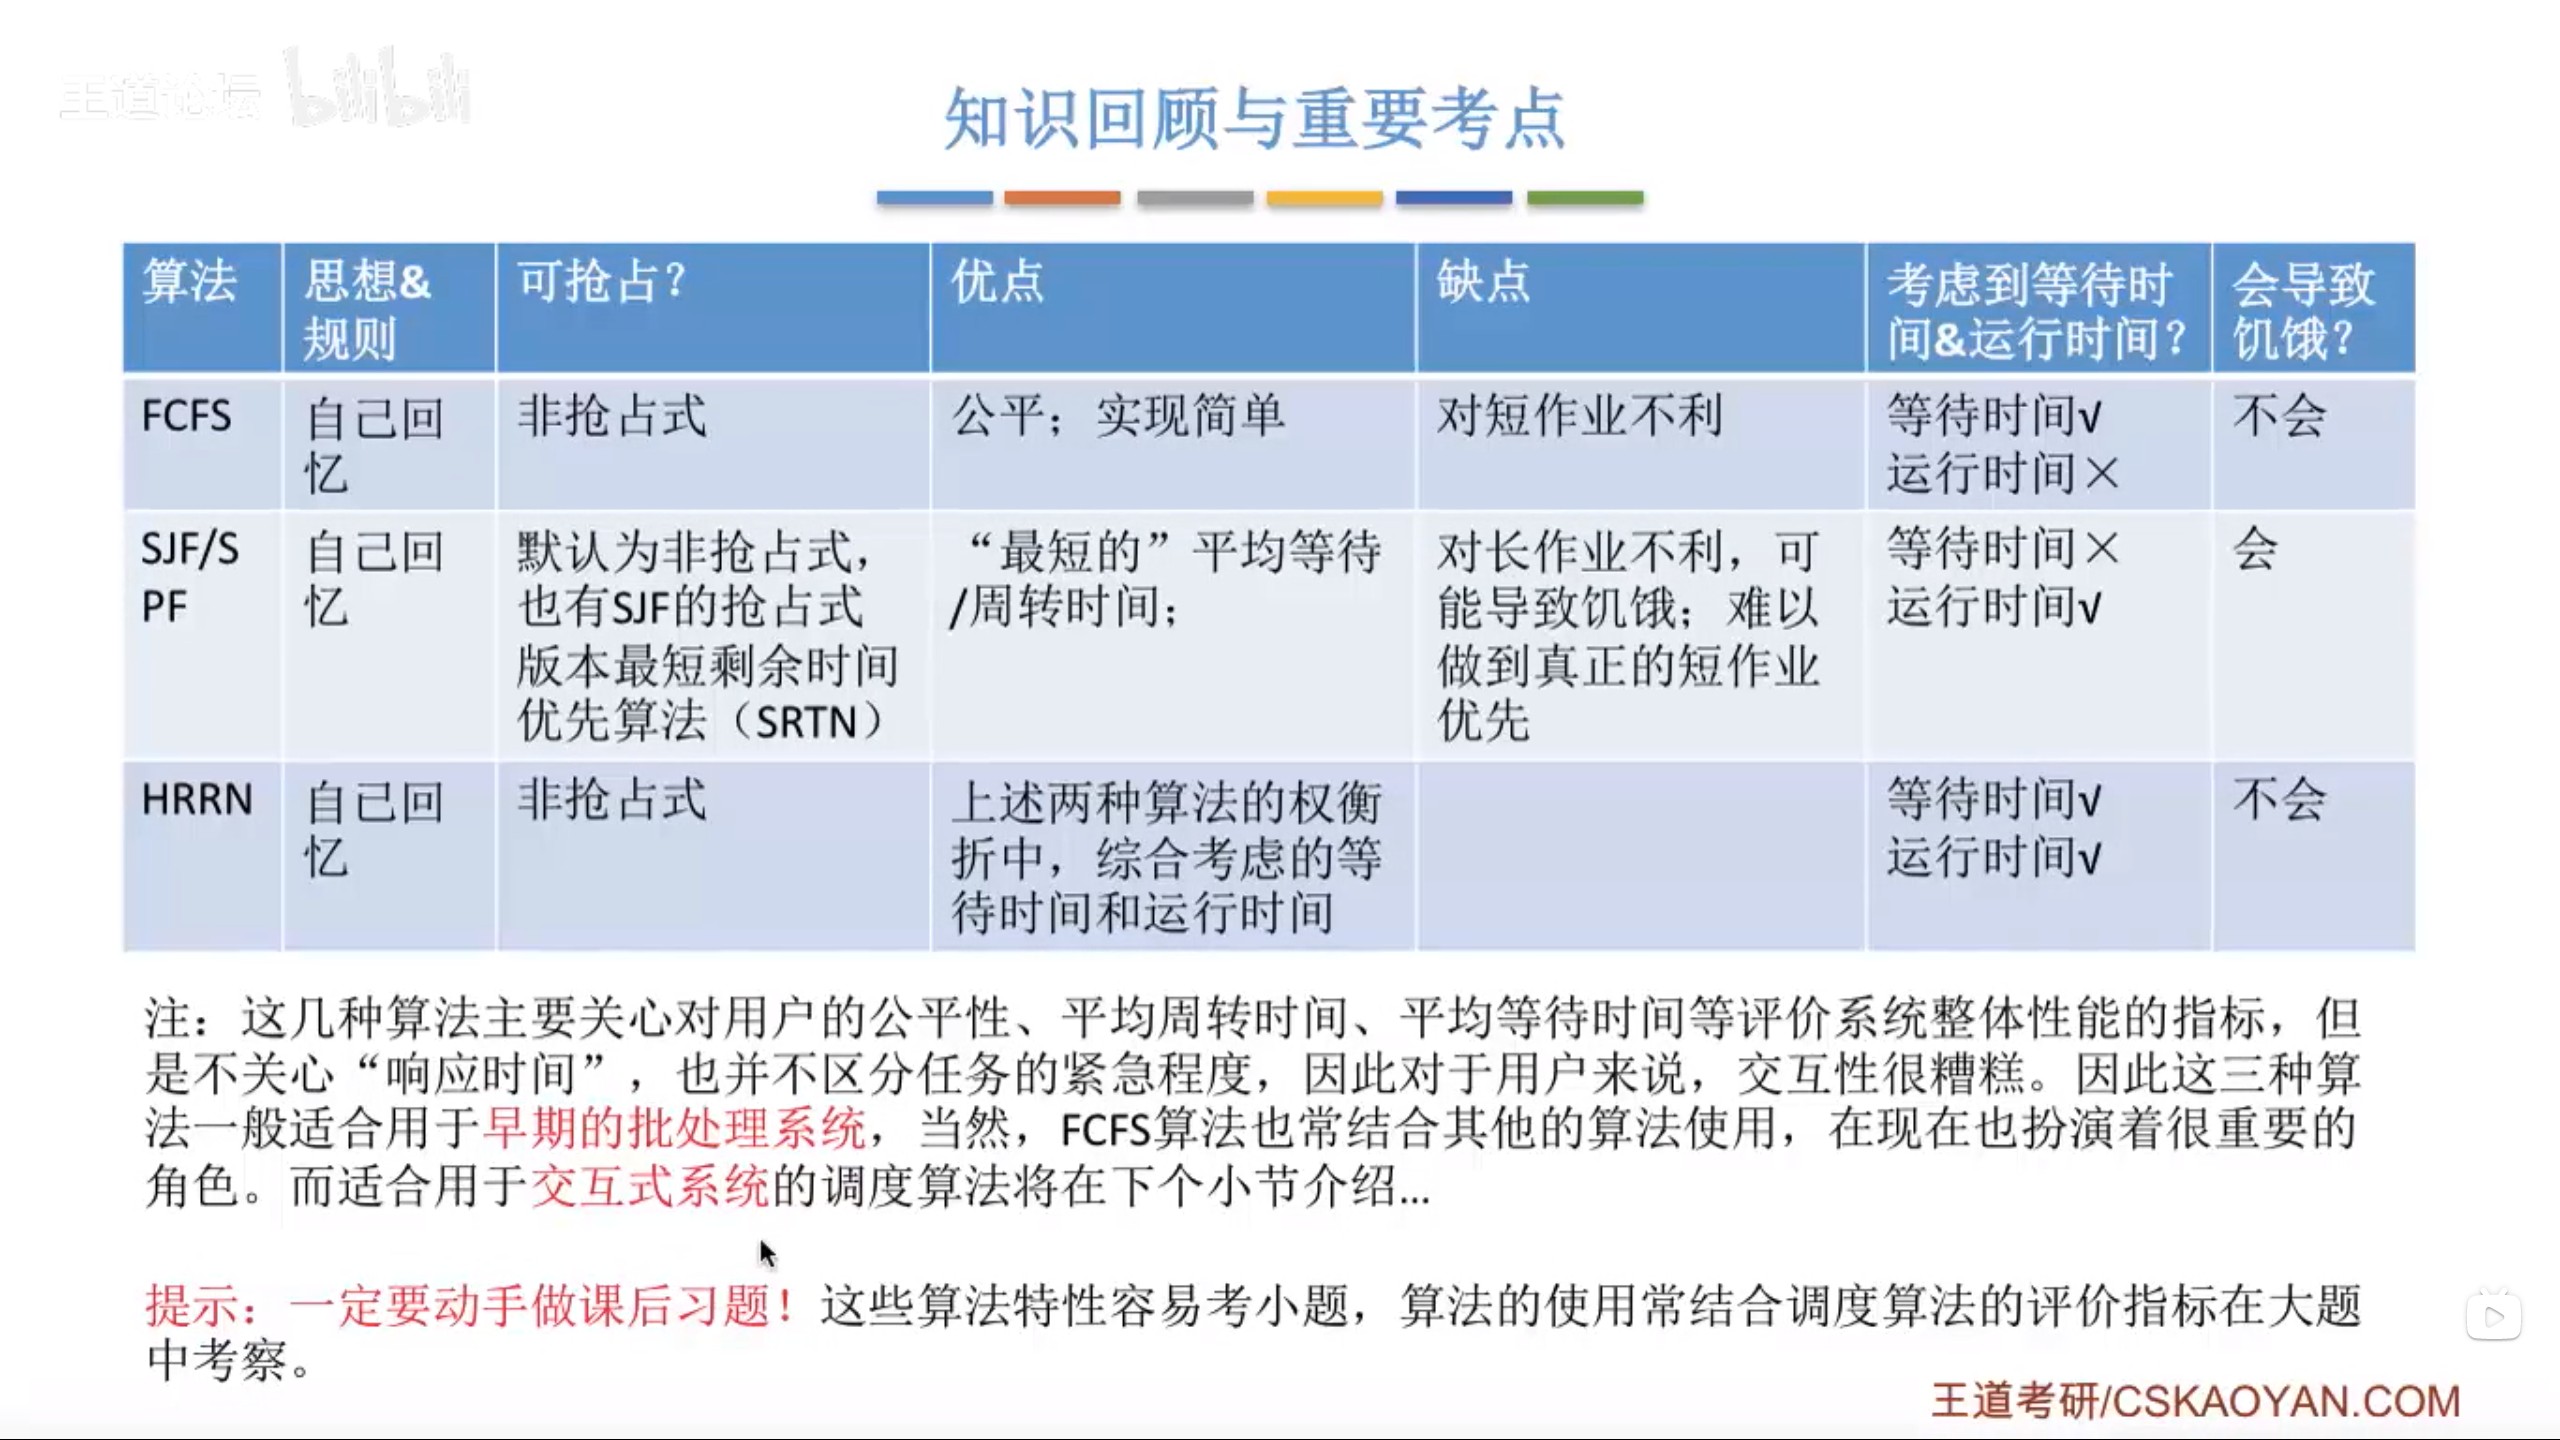 王道论坛 bilibili
知识回顾与重要考点
算法 思想& 可抢占？ 优点 缺点 考虑到等待时 会导致
规则 间&运行时间？ 饥饿？
FCFS 自己回 非抢占式 公平；实现简单 对短作业不利 等待时间√ 不会
忆 运行时间×
SJF/S 自己回 默认为非抢占式， “最短的”平均等待 对长作业不利，可 等待时间× 会
PF 忆 也有SJF的抢占式 /周转时间； 能导致饥饿；难以 运行时间√
版本最短剩余时间 做到真正的短作业
优先算法（SRTN） 优先
HRRN 自己回 非抢占式 上述两种算法的权衡 等待时间√ 不会
忆 折中，综合考虑的等 运行时间√
待时间和运行时间
注：这几种算法主要关心对用户的公平性、平均周转时间、平均等待时间等评价系统整体性能的指标，但
是不关心“响应时间”，也并不区分任务的紧急程度，因此对于用户来说，交互性很糟糕。因此这三种算
法一般适合用于早期的批处理系统，当然，FCFS算法也常结合其他的算法使用，在现在也扮演着很重要的
角色。而适合用于交互式系统的调度算法将在下个小节介绍...
提示：一定要动手做课后习题！这些算法特性容易考小题，算法的使用常结合调度算法的评价指标在大题
中考察。
王道考研/CSKAOYAN.COM